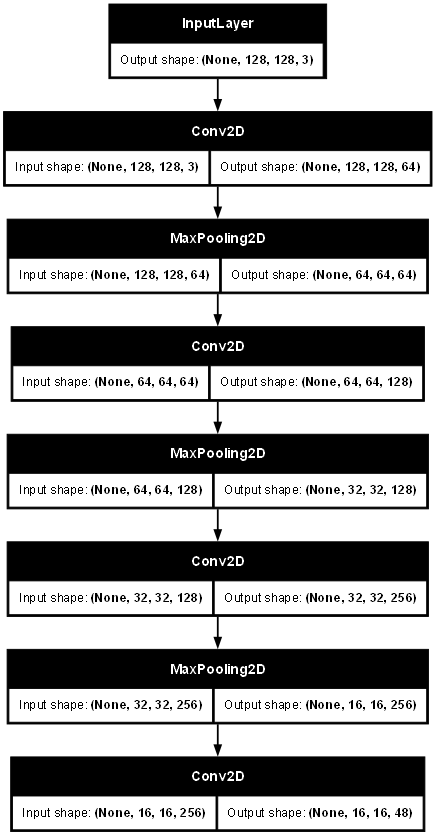 InputLayer
Output shape: (None, 128, 128, 3)
Conv2D
Input shape: (None, 128, 128, 3) Output shape: (None, 128, 128, 64)
MaxPooling2D
Input shape: (None, 128, 128, 64) Output shape: (None, 64, 64, 64)
Conv2D
Input shape: (None, 64, 64, 64) Output shape: (None, 64, 64, 128)
MaxPooling2D
Input shape: (None, 64, 64, 128) Output shape: (None, 32, 32, 128)
Conv2D
Input shape: (None, 32, 32, 128) Output shape: (None, 32, 32, 256)
MaxPooling2D
Input shape: (None, 32, 32, 256) Output shape: (None, 16, 16, 256)
Conv2D
Input shape: (None, 16, 16, 256) Output shape: (None, 16, 16, 48)